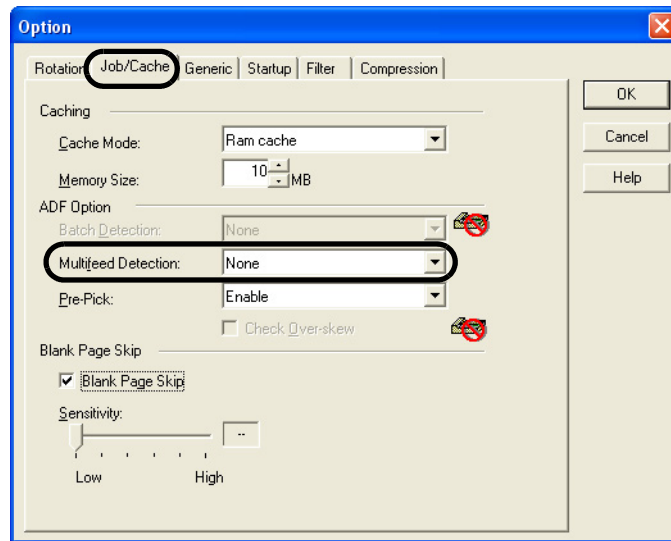 Option
Rotation Job/Cache Generic Startup Filter Compression
OK
Caching
Cancel
Cache Mode: Ram cache
Help
Memory Size: 10 MB
ADF Option
Batch Detection: None
Multifeed Detection: None
Pre-Pick: Enable
Check Over-skew
Blank Page Skip
Blank Page Skip
Sensitivity:
--
Low High